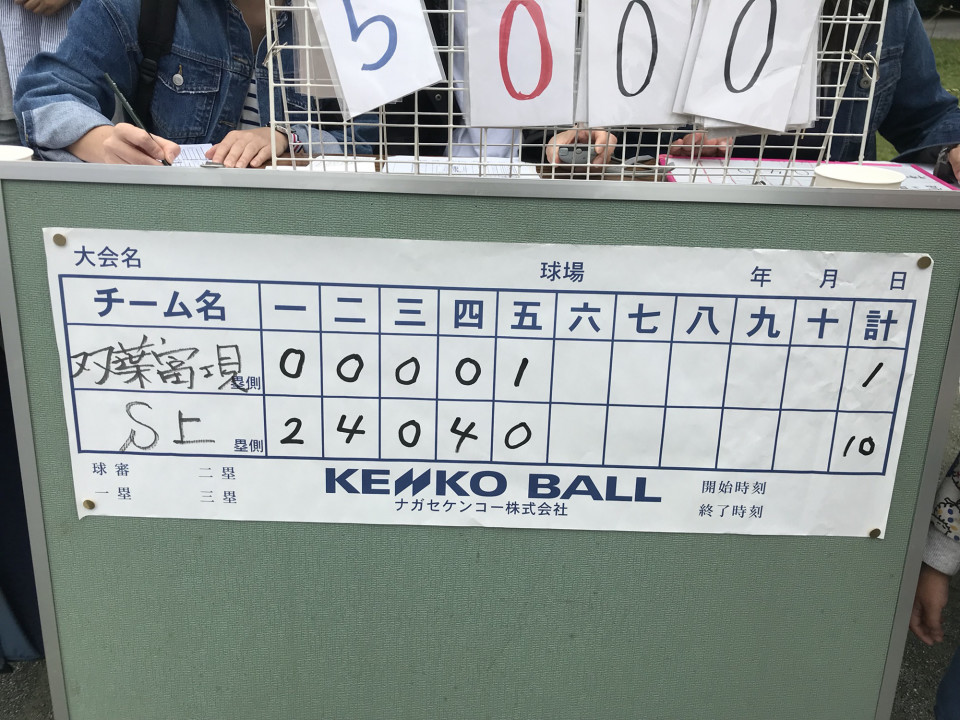 5 0 0 0
大会名 球場 年 月 日
チーム名 一 二 三 四 五 六 七 八 九 十 計
双葉富丁見 塁側 0 0 0 0 1 1
S上 塁側 2 4 0 4 0 10
球審 二塁
一塁 三塁
KENKO BALL
ナガセケンコー株式会社
開始時刻
終了時刻